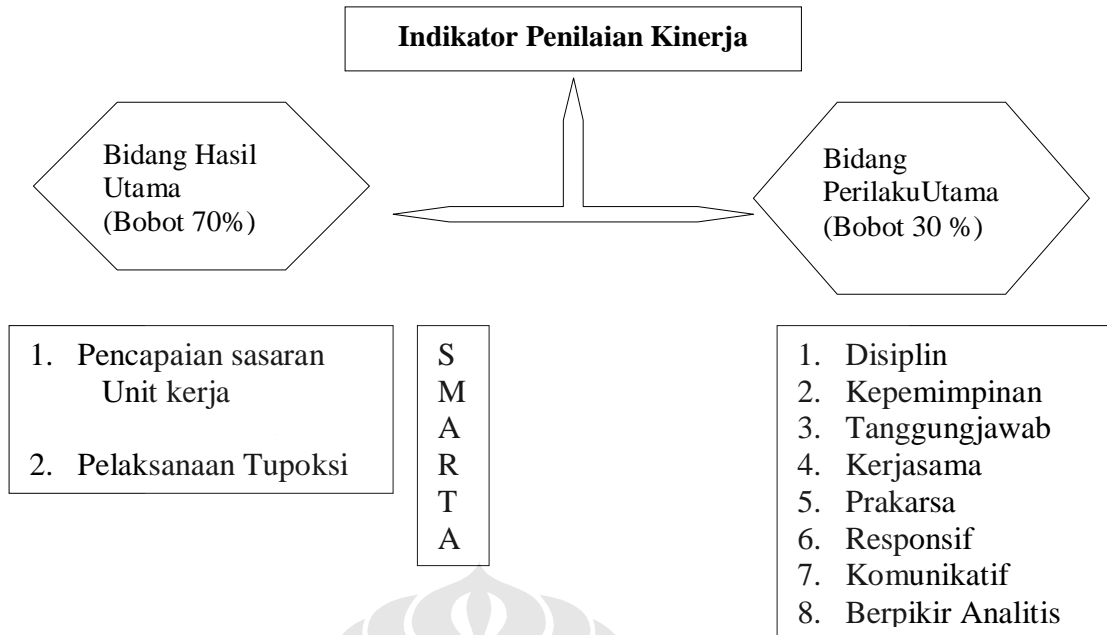 Indikator Penilaian Kinerja
Bidang Hasil
Utama
(Bobot 70%)
Bidang
PerilakuUtama
(Bobot 30 %)
1. Pencapaian sasaran
Unit kerja
2. Pelaksanaan Tupoksi
S
M
A
R
T
A
1. Disiplin
2. Kepemimpinan
3. Tanggungjawab
4. Kerjasama
5. Prakarsa
6. Responsif
7. Komunikatif
8. Berpikir Analitis